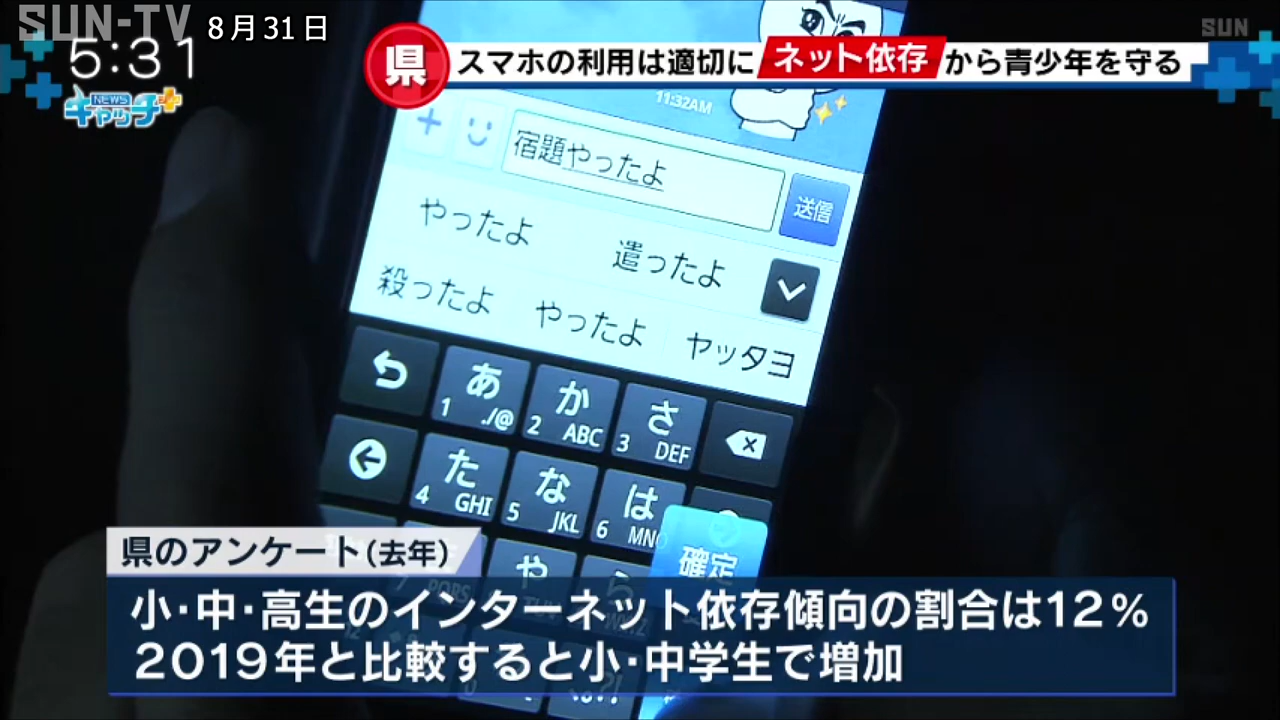 SUN-TV
8月31日
5:31
NEWS
キャッチ+
SUN
県
スマホの利用は適切に ネット依存 から青少年を守る
11:32AM
宿題やったよ
送信
やったよ
遣ったよ
殺ったよ
やったよ
ヤッタヨ
あ
1 ./@
か
2 ABC
さ
3 DEF
た
4 GHI
な
5 JKL
は
6 MNO
確定
や
ら
県のアンケート(去年)
小・中・高生のインターネット依存傾向の割合は12%
2019年と比較すると小・中学生で増加